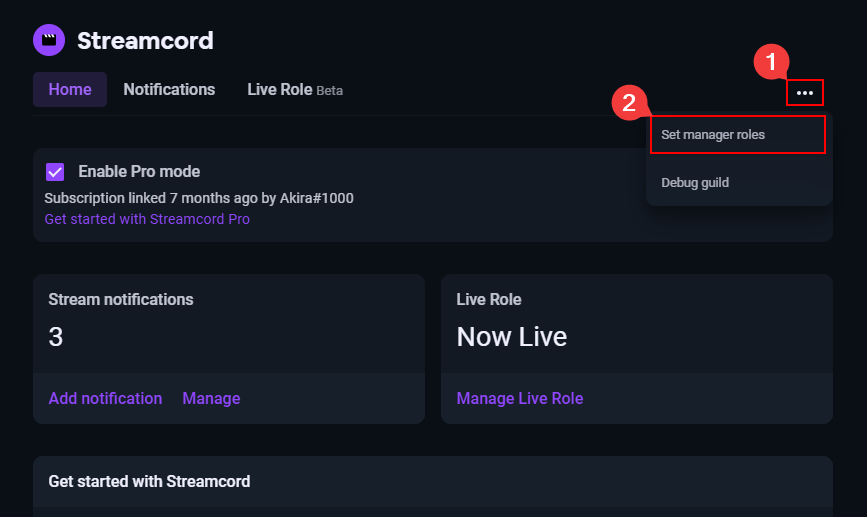 Streamcord
Home Notifications Live Role Beta
1
•••
2
Set manager roles
Debug guild
Enable Pro mode
Subscription linked 7 months ago by Akira#1000
Get started with Streamcord Pro
Stream notifications
3
Add notification Manage
Live Role
Now Live
Manage Live Role
Get started with Streamcord